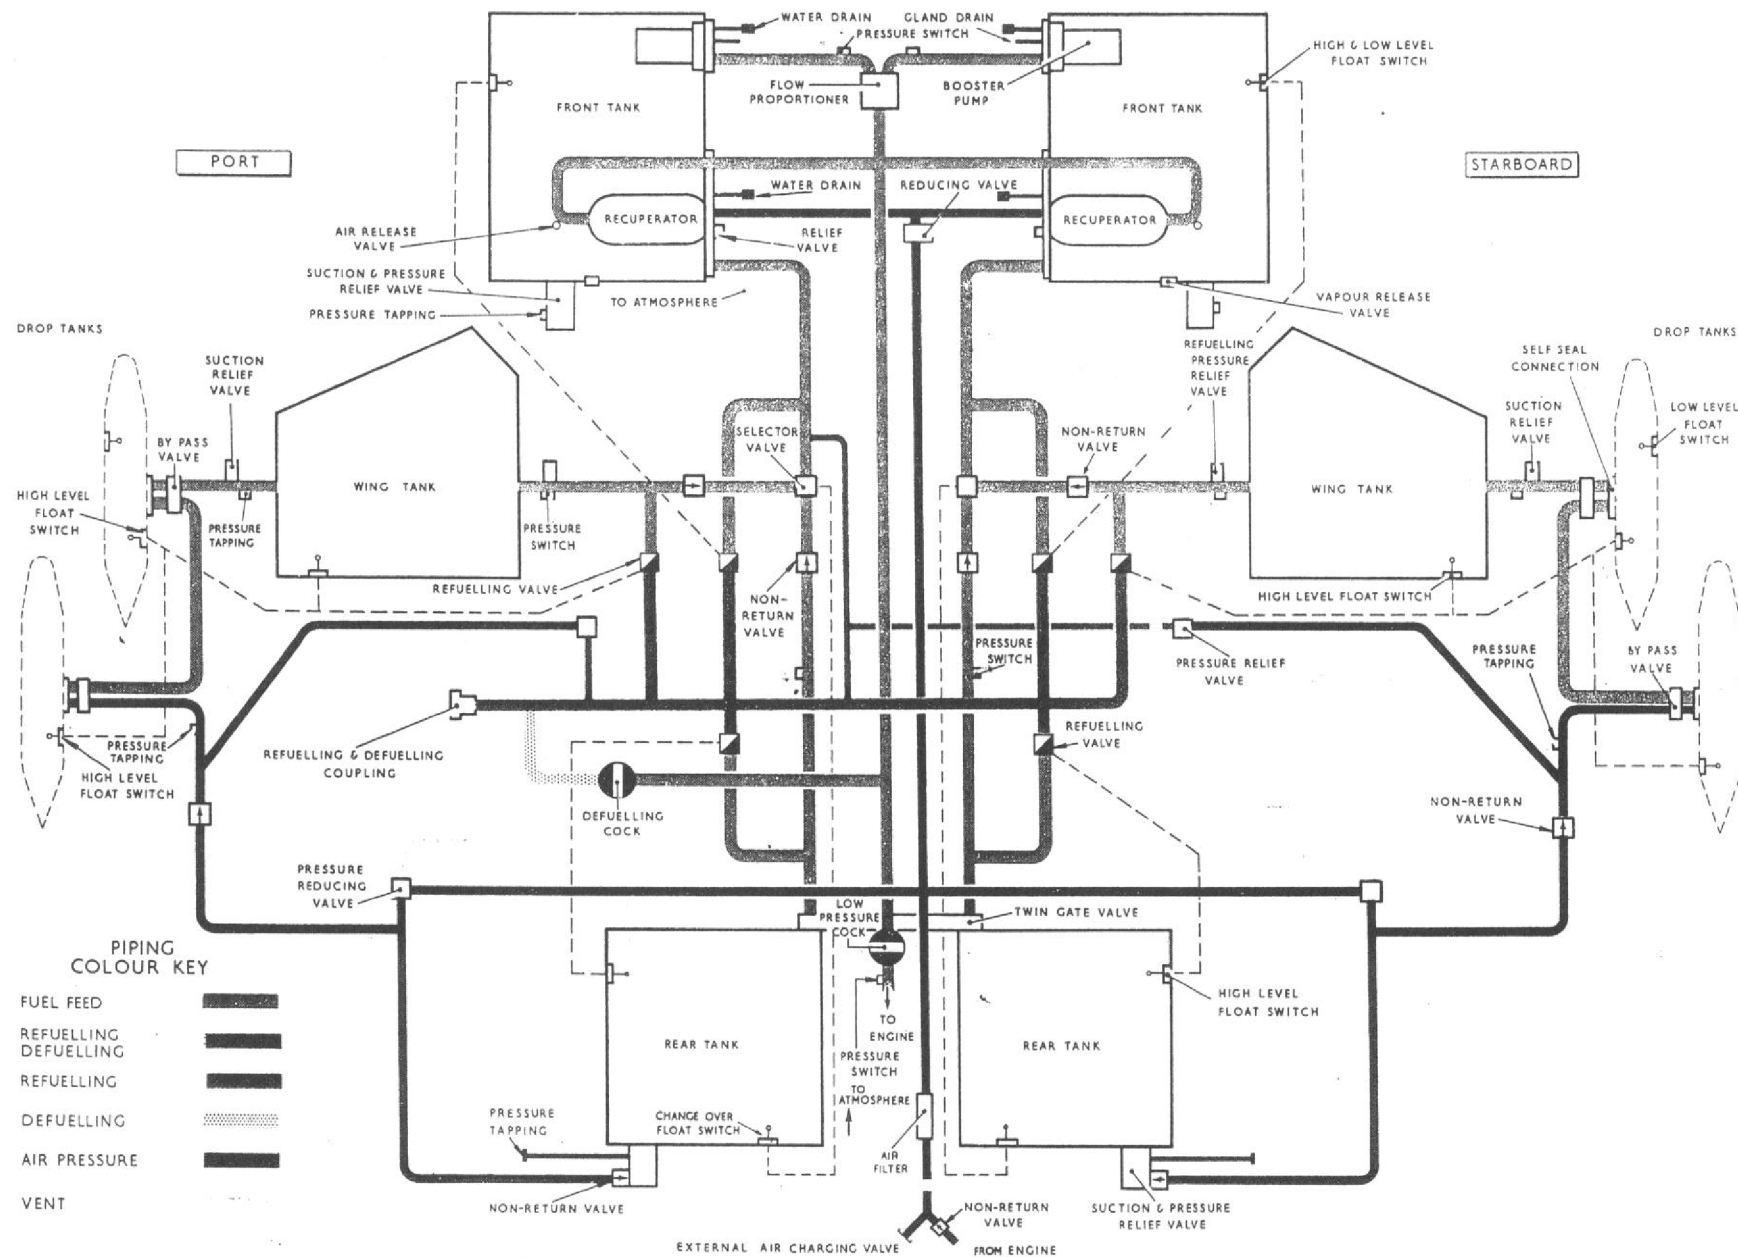 WATER DRAIN
GLAND DRAIN
PRESSURE SWITCH
HIGH & LOW LEVEL
FLOAT SWITCH
FLOW
PROPORTIONER
BOOSTER
PUMP
FRONT TANK
FRONT TANK
PORT
STARBOARD
WATER DRAIN
REDUCING VALVE
RECUPERATOR
RECUPERATOR
AIR RELEASE
VALVE
RELIEF
VALVE
SUCTION & PRESSURE
RELIEF VALVE
TO ATMOSPHERE
PRESSURE TAPPING
VAPOUR RELEASE
VALVE
DROP TANKS
DROP TANKS
SUCTION
RELIEF
VALVE
REFUELLING
PRESSURE
RELIEF
VALVE
SELF SEAL
CONNECTION
BY PASS
VALVE
SELECTOR
VALVE
NON-RETURN
VALVE
SUCTION
RELIEF
VALVE
LOW LEVEL
FLOAT
SWITCH
WING TANK
WING TANK
HIGH LEVEL
FLOAT
SWITCH
PRESSURE
TAPPING
PRESSURE
SWITCH
REFUELLING VALVE
NON-
RETURN
VALVE
HIGH LEVEL FLOAT SWITCH
PRESSURE
SWITCH
PRESSURE RELIEF
VALVE
PRESSURE
TAPPING
BY PASS
VALVE
PRESSURE
TAPPING
HIGH LEVEL
FLOAT SWITCH
REFUELLING & DEFUELLING
COUPLING
REFUELLING
VALVE
DEFUELLING
COCK
NON-RETURN
VALVE
PRESSURE
REDUCING
VALVE
LOW
PRESSURE
COCK
TWIN GATE VALVE
PIPING
COLOUR KEY
FUEL FEED
REFUELLING
DEFUELLING
REFUELLING
DEFUELLING
AIR PRESSURE
VENT
HIGH LEVEL
FLOAT SWITCH
TO
ENGINE
REAR TANK
REAR TANK
PRESSURE
SWITCH
TO
ATMOSPHERE
PRESSURE
TAPPING
CHANGE OVER
FLOAT SWITCH
AIR
FILTER
NON-RETURN VALVE
NON-RETURN
VALVE
SUCTION & PRESSURE
RELIEF VALVE
EXTERNAL AIR CHARGING VALVE
FROM ENGINE